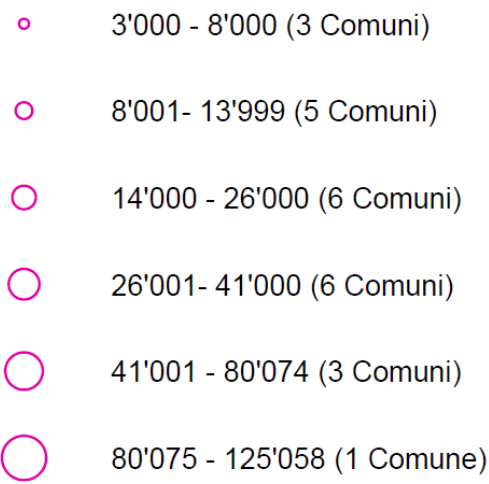 3'000 - 8'000 (3 Comuni)
8'001- 13'999 (5 Comuni)
14'000 - 26'000 (6 Comuni)
26'001- 41'000 (6 Comuni)
41'001 - 80'074 (3 Comuni)
80'075 - 125'058 (1 Comune)